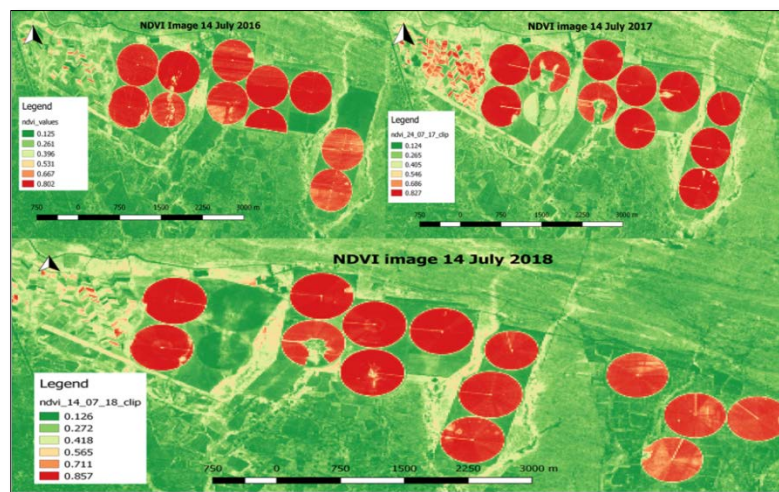 NDVI Image 14 July 2016
Legend
ndvi_values
0.125
0.261
0.396
0.531
0.667
0.802
750 0 750 1500 2250 3000 m
NDVI image 14 July 2017
Legend
ndvi_24_07_17_clip
0.124
0.265
0.405
0.546
0.686
0.827
750 0 750 1500 2250 3000 m
NDVI image 14 July 2018
Legend
ndvi_14_07_18_clip
0.126
0.272
0.418
0.565
0.711
0.857
750 0 750 1500 2250 3000 m